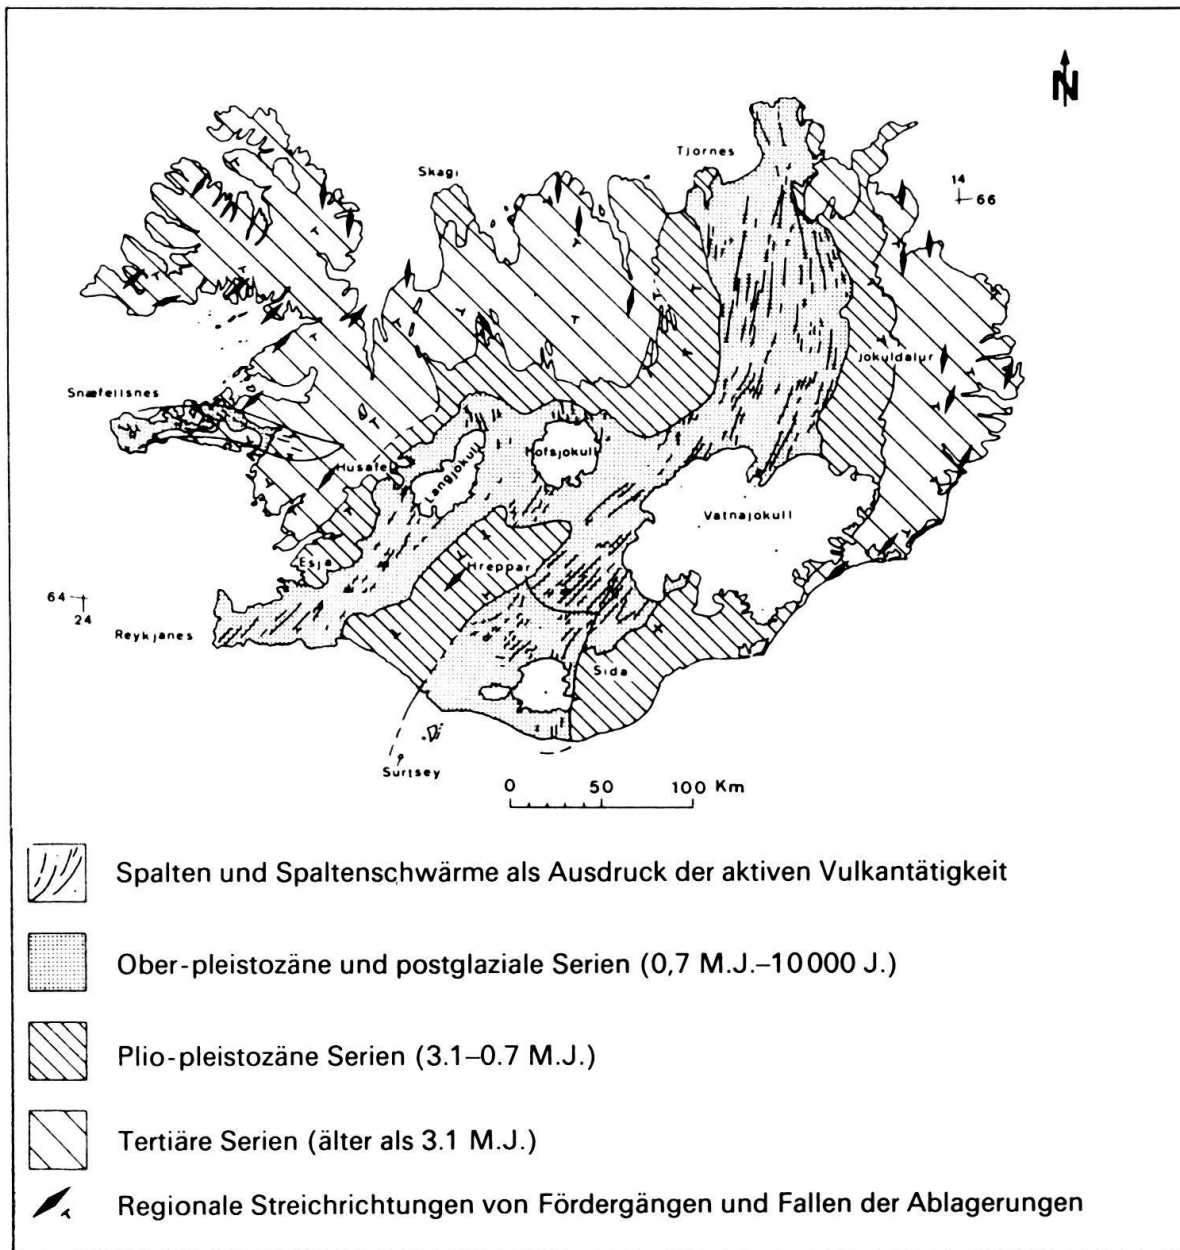 N
Tjornes
Skagi
14
66
Jokuldalur
Snæfellsnes
Husafell
Langjokull
Hofsjokull
Vatnajokull
Esja
Hreppar
64
24
Reykjanes
Sida
Surtsey
0 50 100 Km
Spalten und Spaltenschwärme als Ausdruck der aktiven Vulkantätigkeit
Ober-pleistozäne und postglaziale Serien (0,7 M.J.–10 000 J.)
Plio-pleistozäne Serien (3.1–0.7 M.J.)
Tertiäre Serien (älter als 3.1 M.J.)
Regionale Streichrichtungen von Fördergängen und Fallen der Ablagerungen